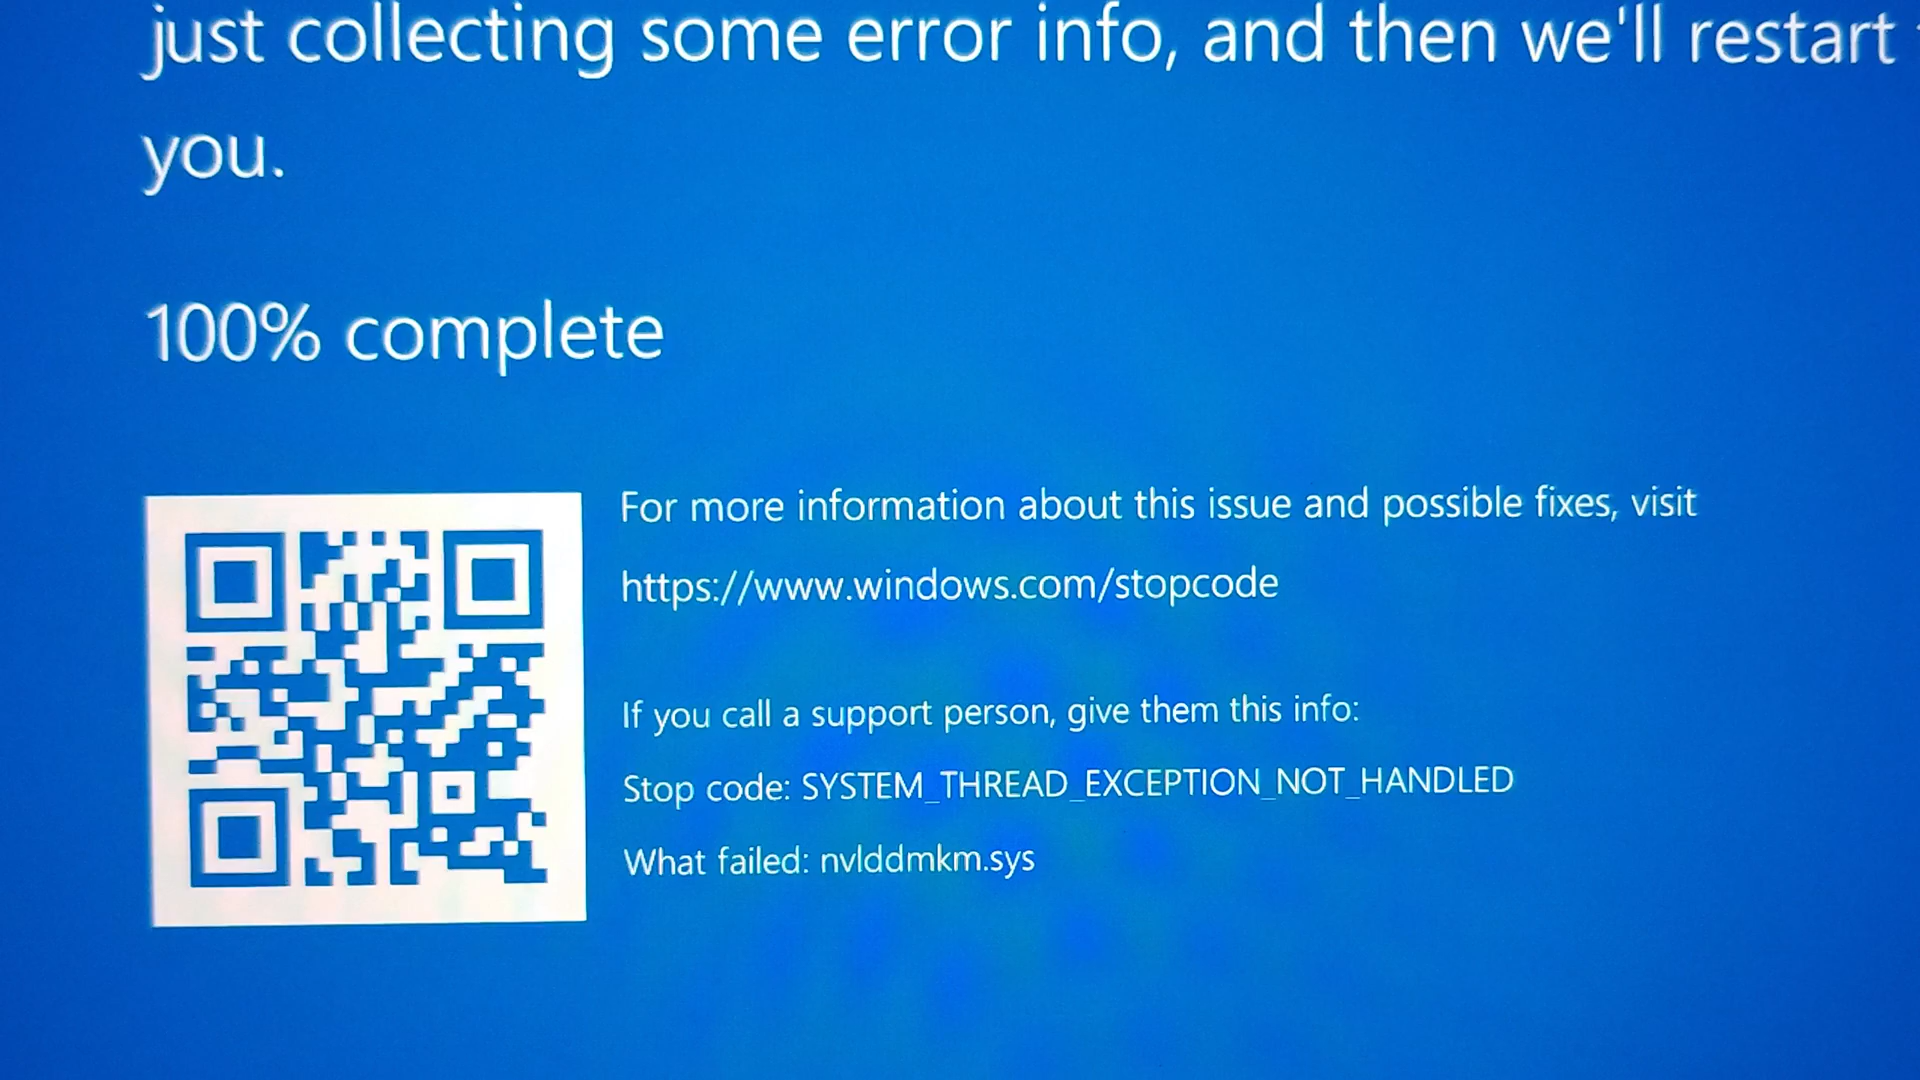 just collecting some error info, and then we'll restart
you.
100% complete
For more information about this issue and possible fixes, visit
https://www.windows.com/stopcode
If you call a support person, give them this info:
Stop code: SYSTEM_THREAD_EXCEPTION_NOT_HANDLED
What failed: nvlddmkm.sys